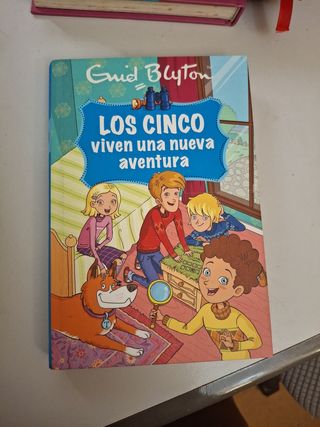 Enid Blyton
LOS CINCO
viven una nueva
aventura